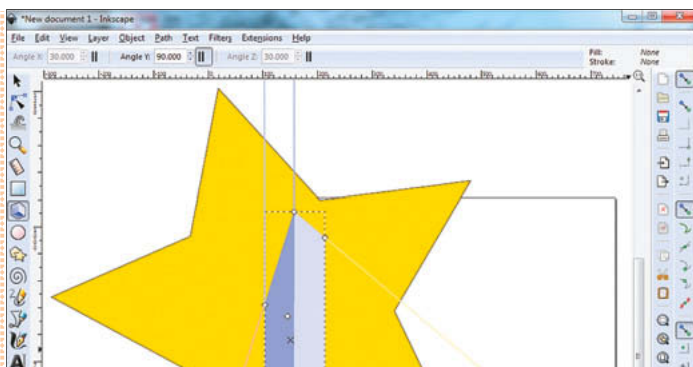 *New document 1 - Inkscape
File Edit View Layer Object Path Text Filters Extensions Help
Angle X: 30.000 Angle Y: 90.000 Angle Z: 30.000 Fill: None
Stroke: None